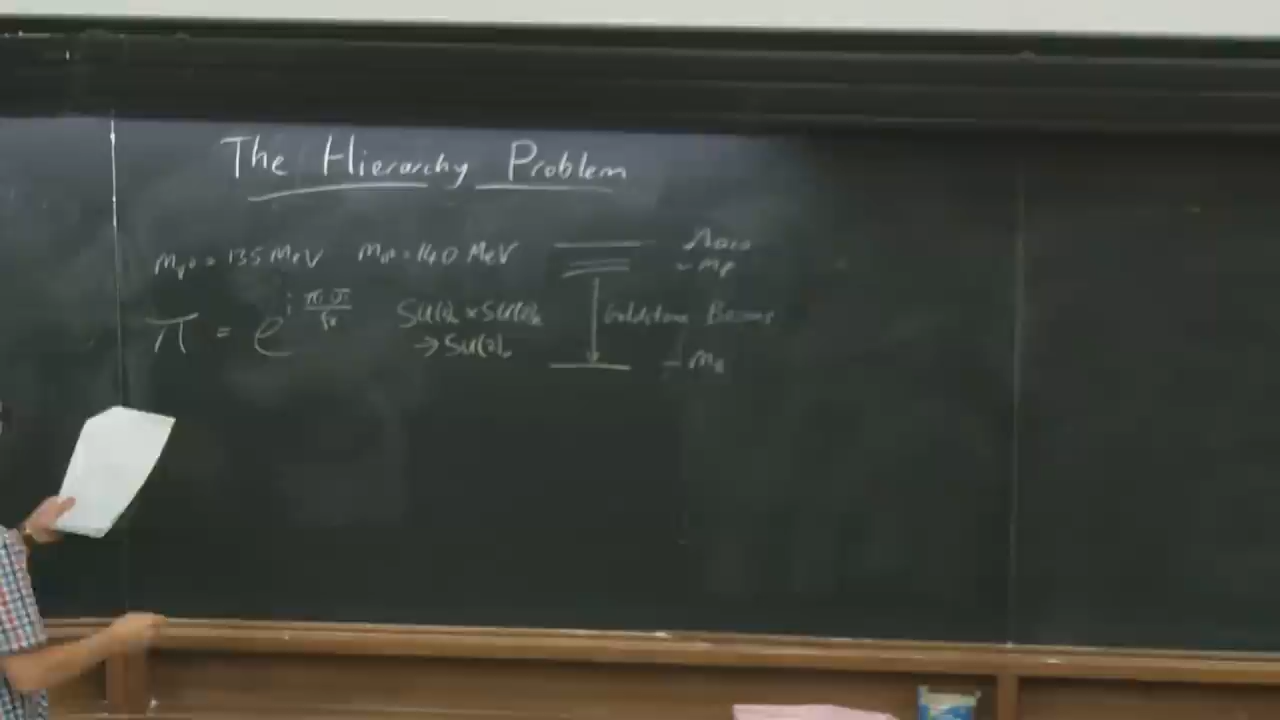 The Hierarchy Problem
m_π⁰ = 135 MeV m_π± = 140 MeV
Λ_QCD
~ m_ρ
π = e^{i π·σ/f_π} SU(2)_L × SU(2)_R
→ SU(2)_V
Goldstone Bosons
~ m_π